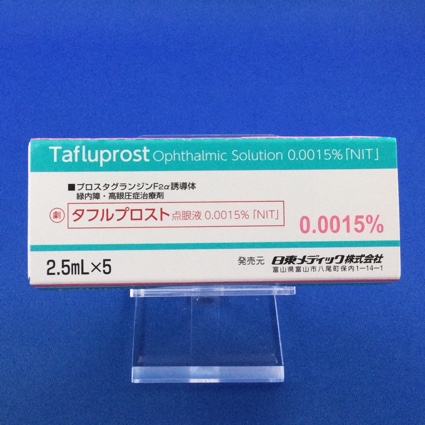 Tafluprost Ophthalmic Solution 0.0015%「NIT」
■プロスタグランジンF2α誘導体
緑内障・高眼圧症治療剤
劇 タフルプロスト 点眼液 0.0015%「NIT」
0.0015%
2.5mL×5
発売元 日東メディック株式会社
富山県富山市八尾町保内1-14-1